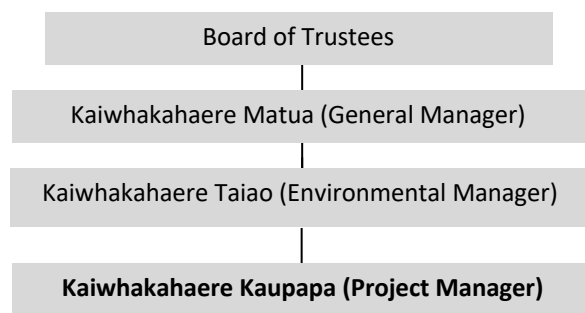 Board of Trustees
Kaiwhakahaere Matua (General Manager)
Kaiwhakahaere Taiao (Environmental Manager)
Kaiwhakahaere Kaupapa (Project Manager)